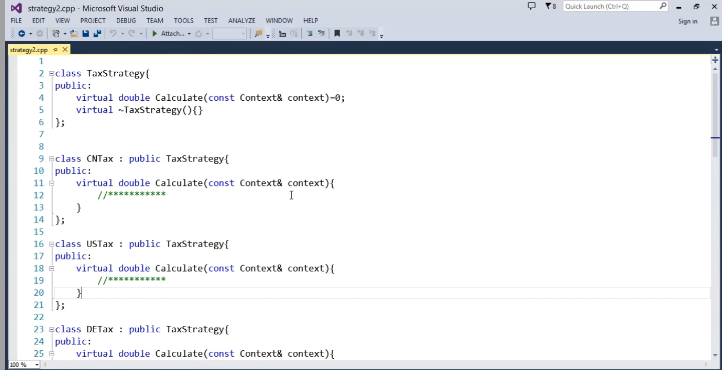 strategy2.cpp - Microsoft Visual Studio
8
Quick Launch (Ctrl+Q)
FILE EDIT VIEW PROJECT DEBUG TEAM TOOLS TEST ANALYZE WINDOW HELP
Sign in
Attach...
strategy2.cpp
1
2 class TaxStrategy{
3 public:
4 virtual double Calculate(const Context& context)=0;
5 virtual ~TaxStrategy(){}
6 };
7
8
9 class CNTax : public TaxStrategy{
10 public:
11 virtual double Calculate(const Context& context){
12 //***********
13 }
14 };
15
16 class USTax : public TaxStrategy{
17 public:
18 virtual double Calculate(const Context& context){
19 //***********
20 }
21 };
22
23 class DETax : public TaxStrategy{
24 public:
25 virtual double Calculate(const Context& context){
100 %